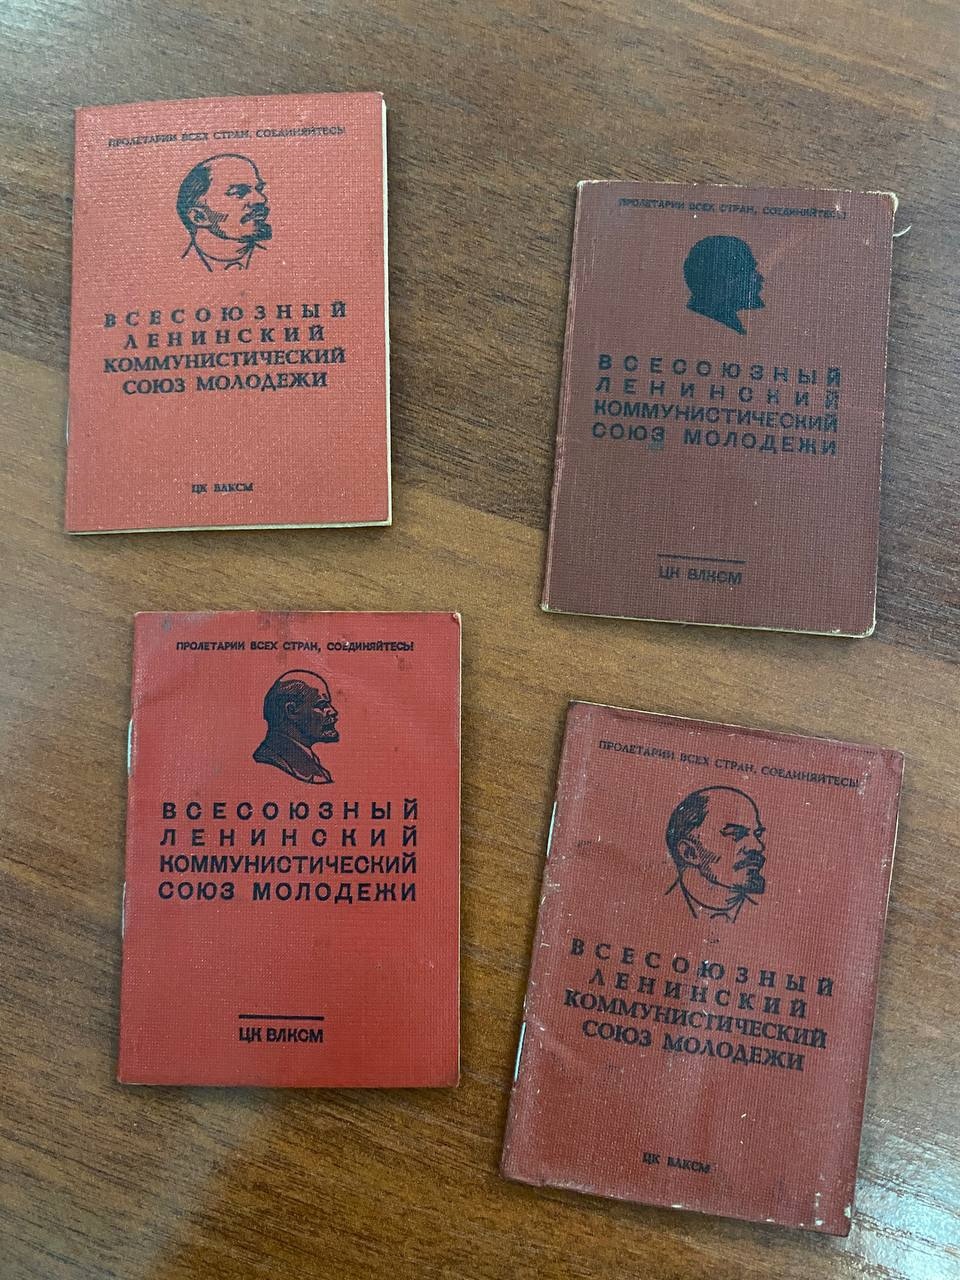 ПРОЛЕТАРИИ ВСЕХ СТРАН, СОЕДИНЯЙТЕСЬ!
ВСЕСОЮЗНЫЙ
ЛЕНИНСКИЙ
КОММУНИСТИЧЕСКИЙ
СОЮЗ МОЛОДЕЖИ
ЦК ВЛКСМ
ПРОЛЕТАРИИ ВСЕХ СТРАН, СОЕДИНЯЙТЕСЬ!
ВСЕСОЮЗНЫЙ
ЛЕНИНСКИЙ
КОММУНИСТИЧЕСКИЙ
СОЮЗ МОЛОДЕЖИ
ЦК ВЛКСМ
ПРОЛЕТАРИИ ВСЕХ СТРАН, СОЕДИНЯЙТЕСЬ!
ВСЕСОЮЗНЫЙ
ЛЕНИНСКИЙ
КОММУНИСТИЧЕСКИЙ
СОЮЗ МОЛОДЕЖИ
ЦК ВЛКСМ
ПРОЛЕТАРИИ ВСЕХ СТРАН, СОЕДИНЯЙТЕСЬ!
ВСЕСОЮЗНЫЙ
ЛЕНИНСКИЙ
КОММУНИСТИЧЕСКИЙ
СОЮЗ МОЛОДЕЖИ
ЦК ВЛКСМ